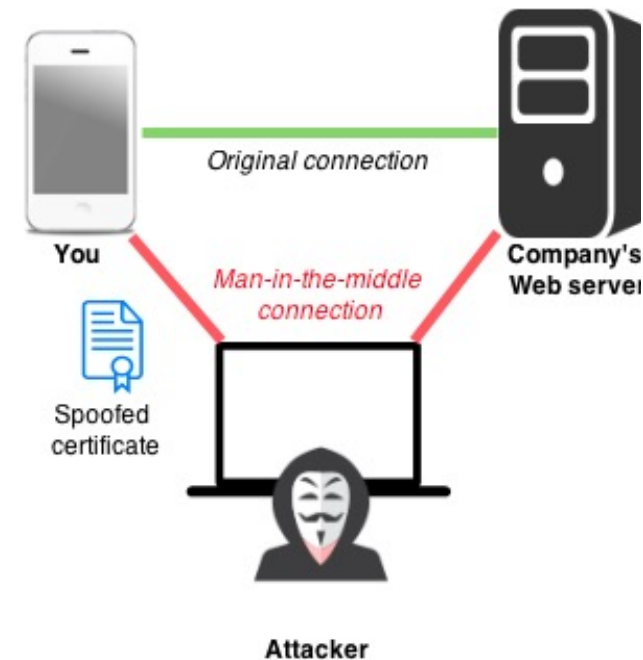 Original connection
You
Company's
Web server
Man-in-the-middle
connection
Spoofed
certificate
Attacker